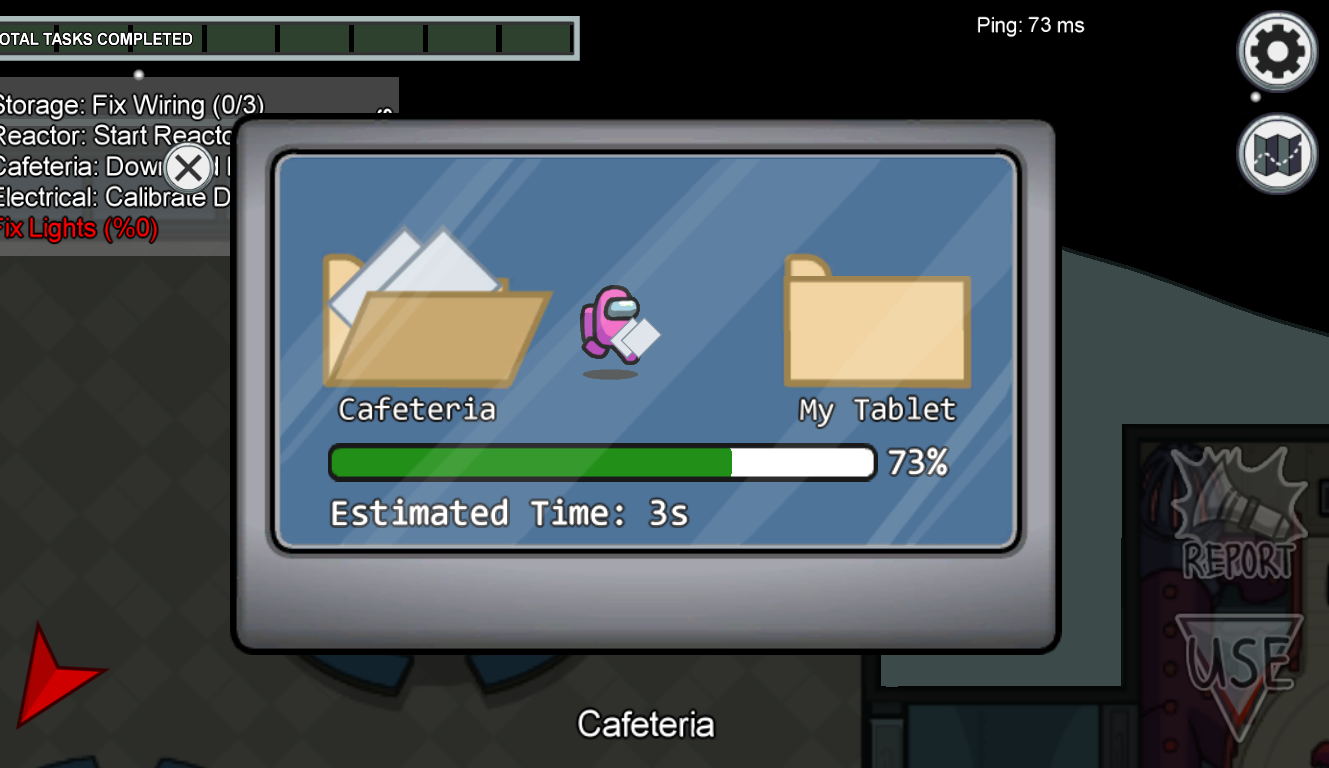 OTAL TASKS COMPLETED
Ping: 73 ms
Storage: Fix Wiring (0/3)
Reactor: Start Reacto
Cafeteria: Dow d
Electrical: Calibrate D
Fix Lights (%0)
Cafeteria
My Tablet
73%
Estimated Time: 3s
REPORT
USE
Cafeteria